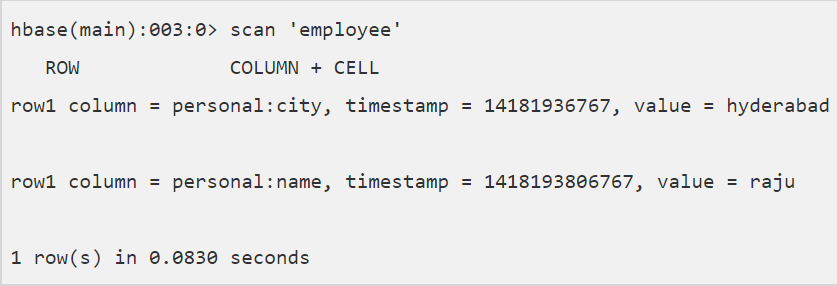 hbase(main):003:0> scan 'employee'
ROW COLUMN + CELL
row1 column = personal:city, timestamp = 14181936767, value = hyderabad
row1 column = personal:name, timestamp = 1418193806767, value = raju
1 row(s) in 0.0830 seconds